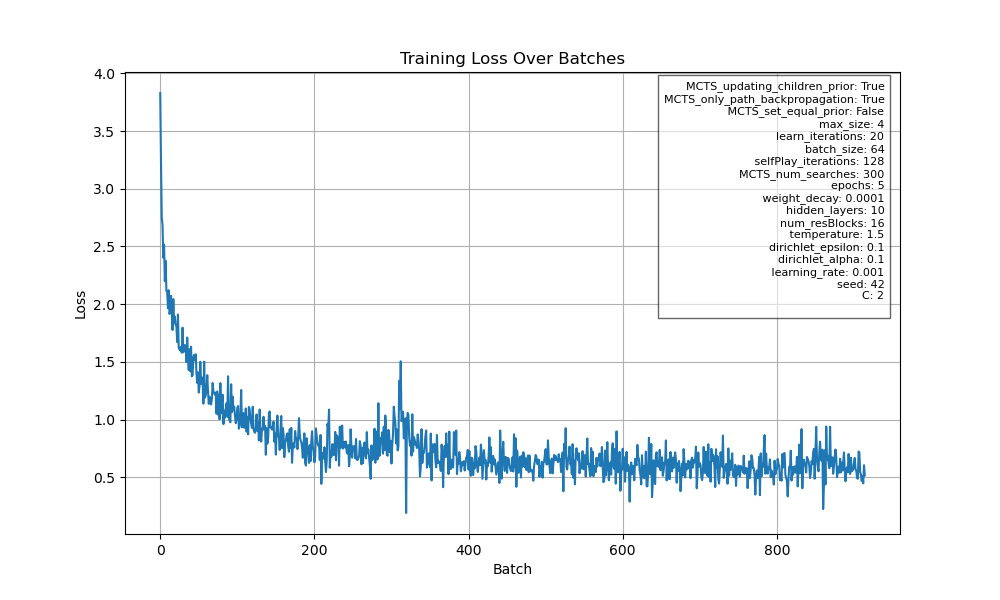 Training Loss Over Batches
4.0
3.5
3.0
2.5
2.0
1.5
1.0
0.5
Loss
MCTS_updating_children_prior: True
MCTS_only_path_backpropagation: True
MCTS_set_equal_prior: False
max_size: 4
learn_iterations: 20
batch_size: 64
selfPlay_iterations: 128
MCTS_num_searches: 300
epochs: 5
weight_decay: 0.0001
hidden_layers: 10
num_resBlocks: 16
temperature: 1.5
dirichlet_epsilon: 0.1
dirichlet_alpha: 0.1
learning_rate: 0.001
seed: 42
C: 2
0 200 400 600 800
Batch